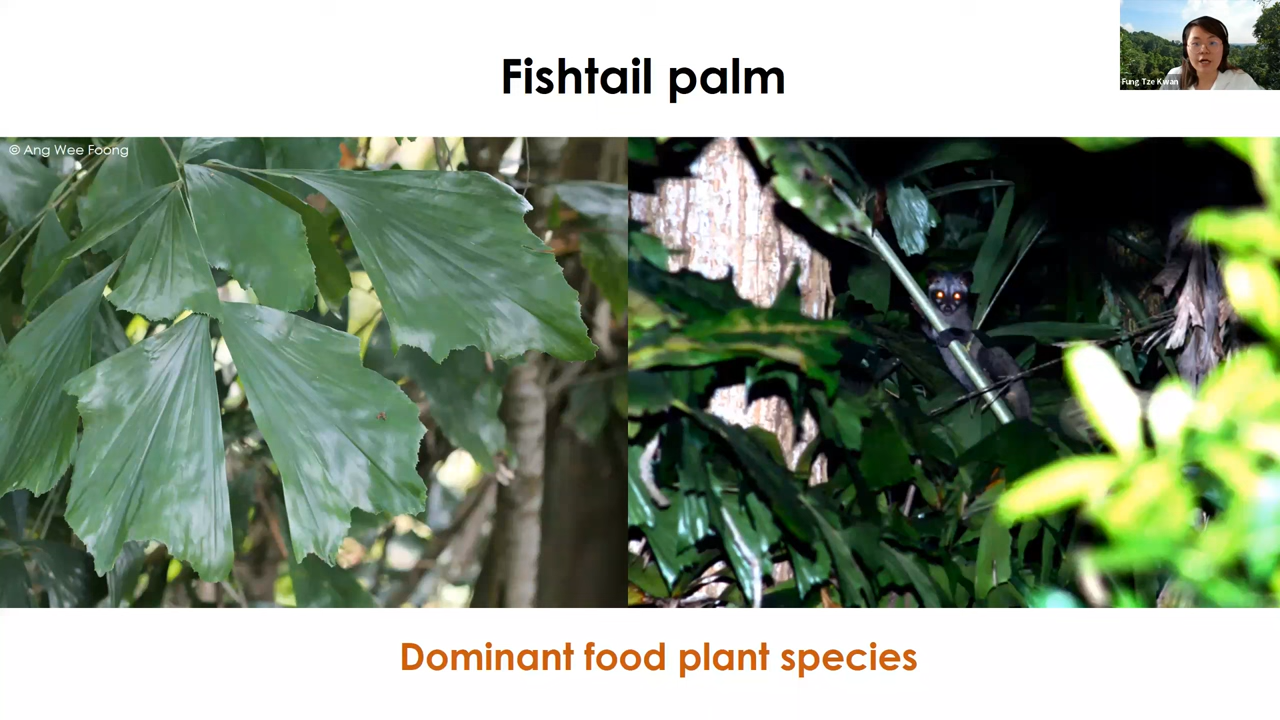 Fishtail palm
Fung Tze Kwan
© Ang Wee Foong
Dominant food plant species